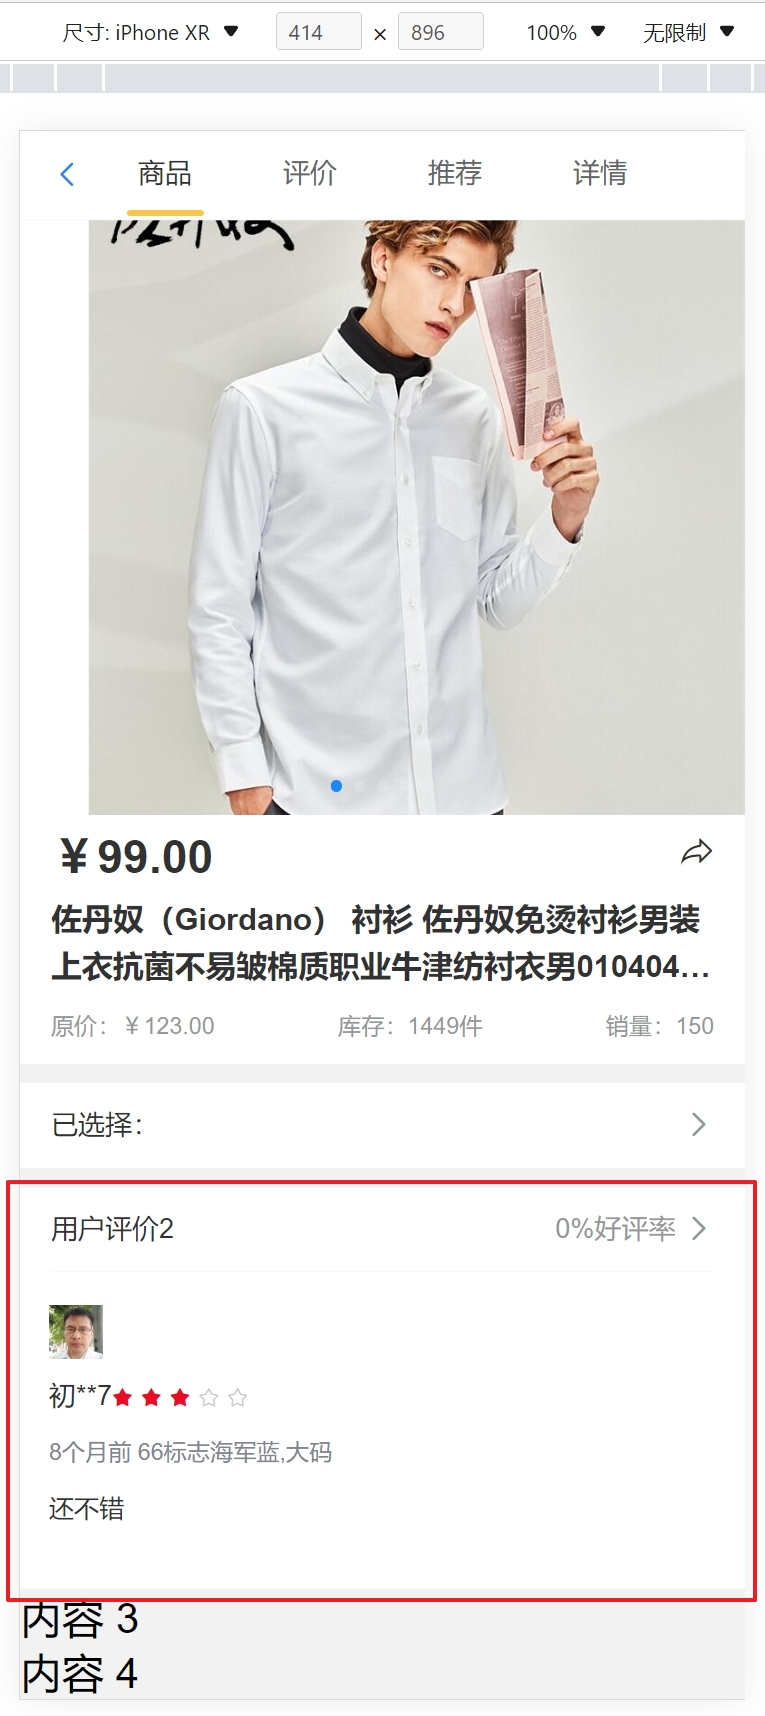 尺寸: iPhone XR 414 × 896 100% 无限制
商品 评价 推荐 详情
¥99.00
佐丹奴（Giordano） 衬衫 佐丹奴免烫衬衫男装
上衣抗菌不易皱棉质职业牛津纺衬衣男010404...
原价：¥123.00 库存：1449件 销量：150
已选择：
用户评价2 0%好评率
初**7
8个月前 66标志海军蓝,大码
还不错
内容 3
内容 4